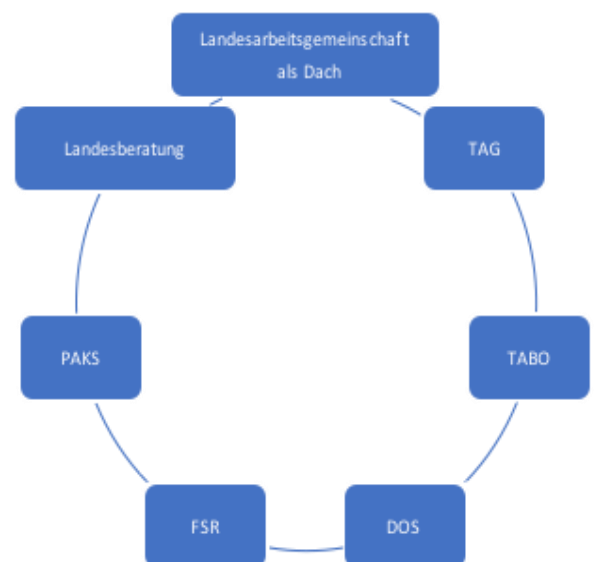 Landesarbeitsgemeinschaft
als Dach
Landesberatung
TAG
PAKS
TABO
FSR
DOS